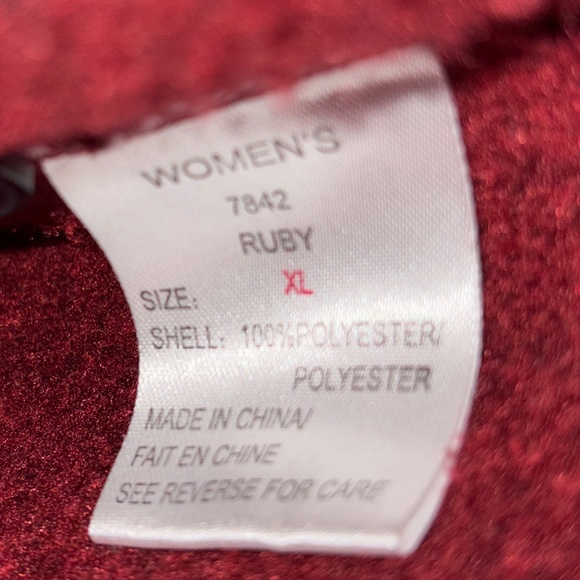 WOMEN'S
7842
RUBY
SIZE: XL
SHELL: 100%POLYESTER/
POLYESTER
MADE IN CHINA/
FAIT EN CHINE
SEE REVERSE FOR CARE